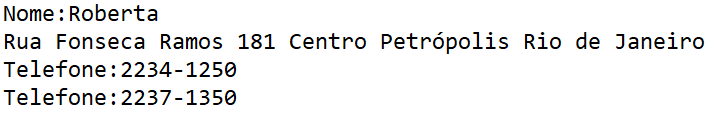 Nome:Roberta
Rua Fonseca Ramos 181 Centro Petrópolis Rio de Janeiro
Telefone:2234-1250
Telefone:2237-1350